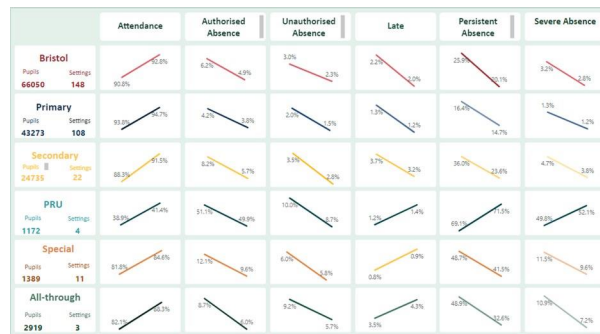 Attendance
Authorised Absence
Unauthorised Absence
Late
Persistent Absence
Severe Absence
Bristol
Pupils Settings
66050 148
90.8% 92.8%
6.2% 4.9%
3.0% 2.3%
2.2% 2.0%
3.2% 2.8%
Primary
Pupils Settings
43273 108
93.8% 94.7%
4.2% 3.8%
2.0% 1.5%
1.3% 1.2%
16.4% 14.7%
1.3% 1.2%
Secondary
Pupils Settings
24735 22
88.3% 91.5%
8.2% 5.7%
3.5% 2.8%
3.7% 3.2%
36.0% 23.6%
4.7% 3.8%
PRU
Pupils Settings
1172 4
38.9% 41.4%
51.1% 49.9%
10.0% 8.7%
1.2% 1.4%
69.1% 71.5%
49.8% 52.1%
Special
Pupils Settings
1389 11
81.8% 84.6%
12.1% 9.6%
6.0% 5.8%
0.8% 0.9%
48.7% 41.5%
11.5% 9.6%
All-through
Pupils Settings
2919 3
82.1% 88.3%
8.7% 6.0%
9.2% 5.7%
3.5% 4.3%
48.9% 32.6%
10.9% 7.2%